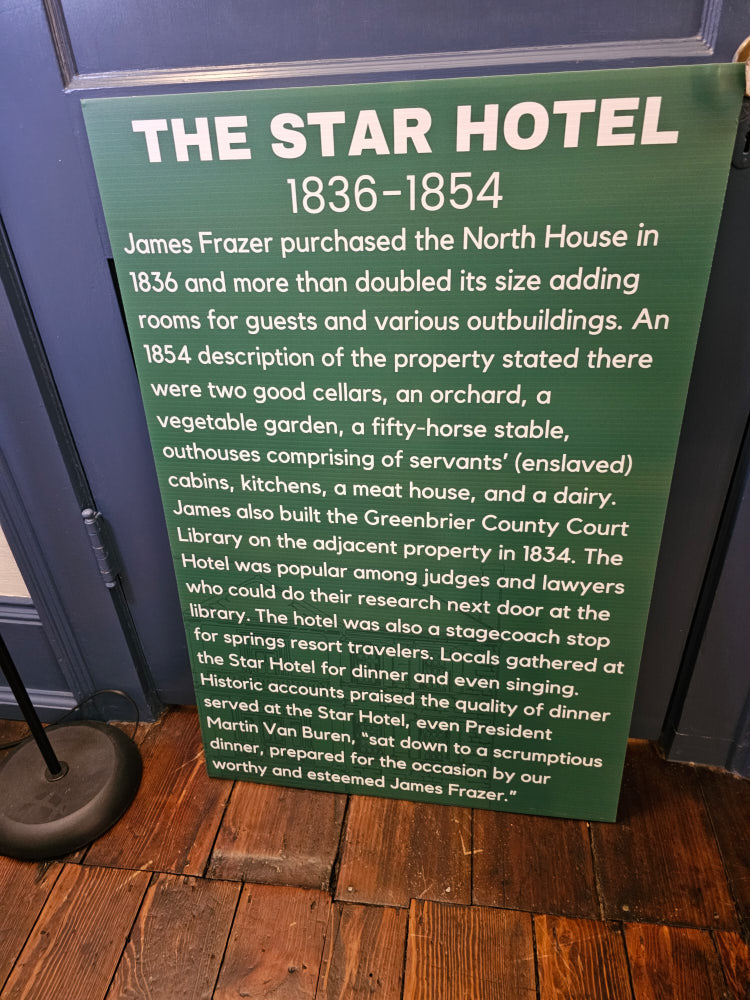 THE STAR HOTEL
1836-1854
James Frazer purchased the North House in
1836 and more than doubled its size adding
rooms for guests and various outbuildings. An
1854 description of the property stated there
were two good cellars, an orchard, a
vegetable garden, a fifty-horse stable,
outhouses comprising of servants’ (enslaved)
cabins, kitchens, a meat house, and a dairy.
James also built the Greenbrier County Court
Library on the adjacent property in 1834. The
Hotel was popular among judges and lawyers
who could do their research next door at the
library. The hotel was also a stagecoach stop
for springs resort travelers. Locals gathered at
the Star Hotel for dinner and even singing.
Historic accounts praised the quality of dinner
served at the Star Hotel, even President
Martin Van Buren, “sat down to a scrumptious
dinner, prepared for the occasion by our
worthy and esteemed James Frazer.”